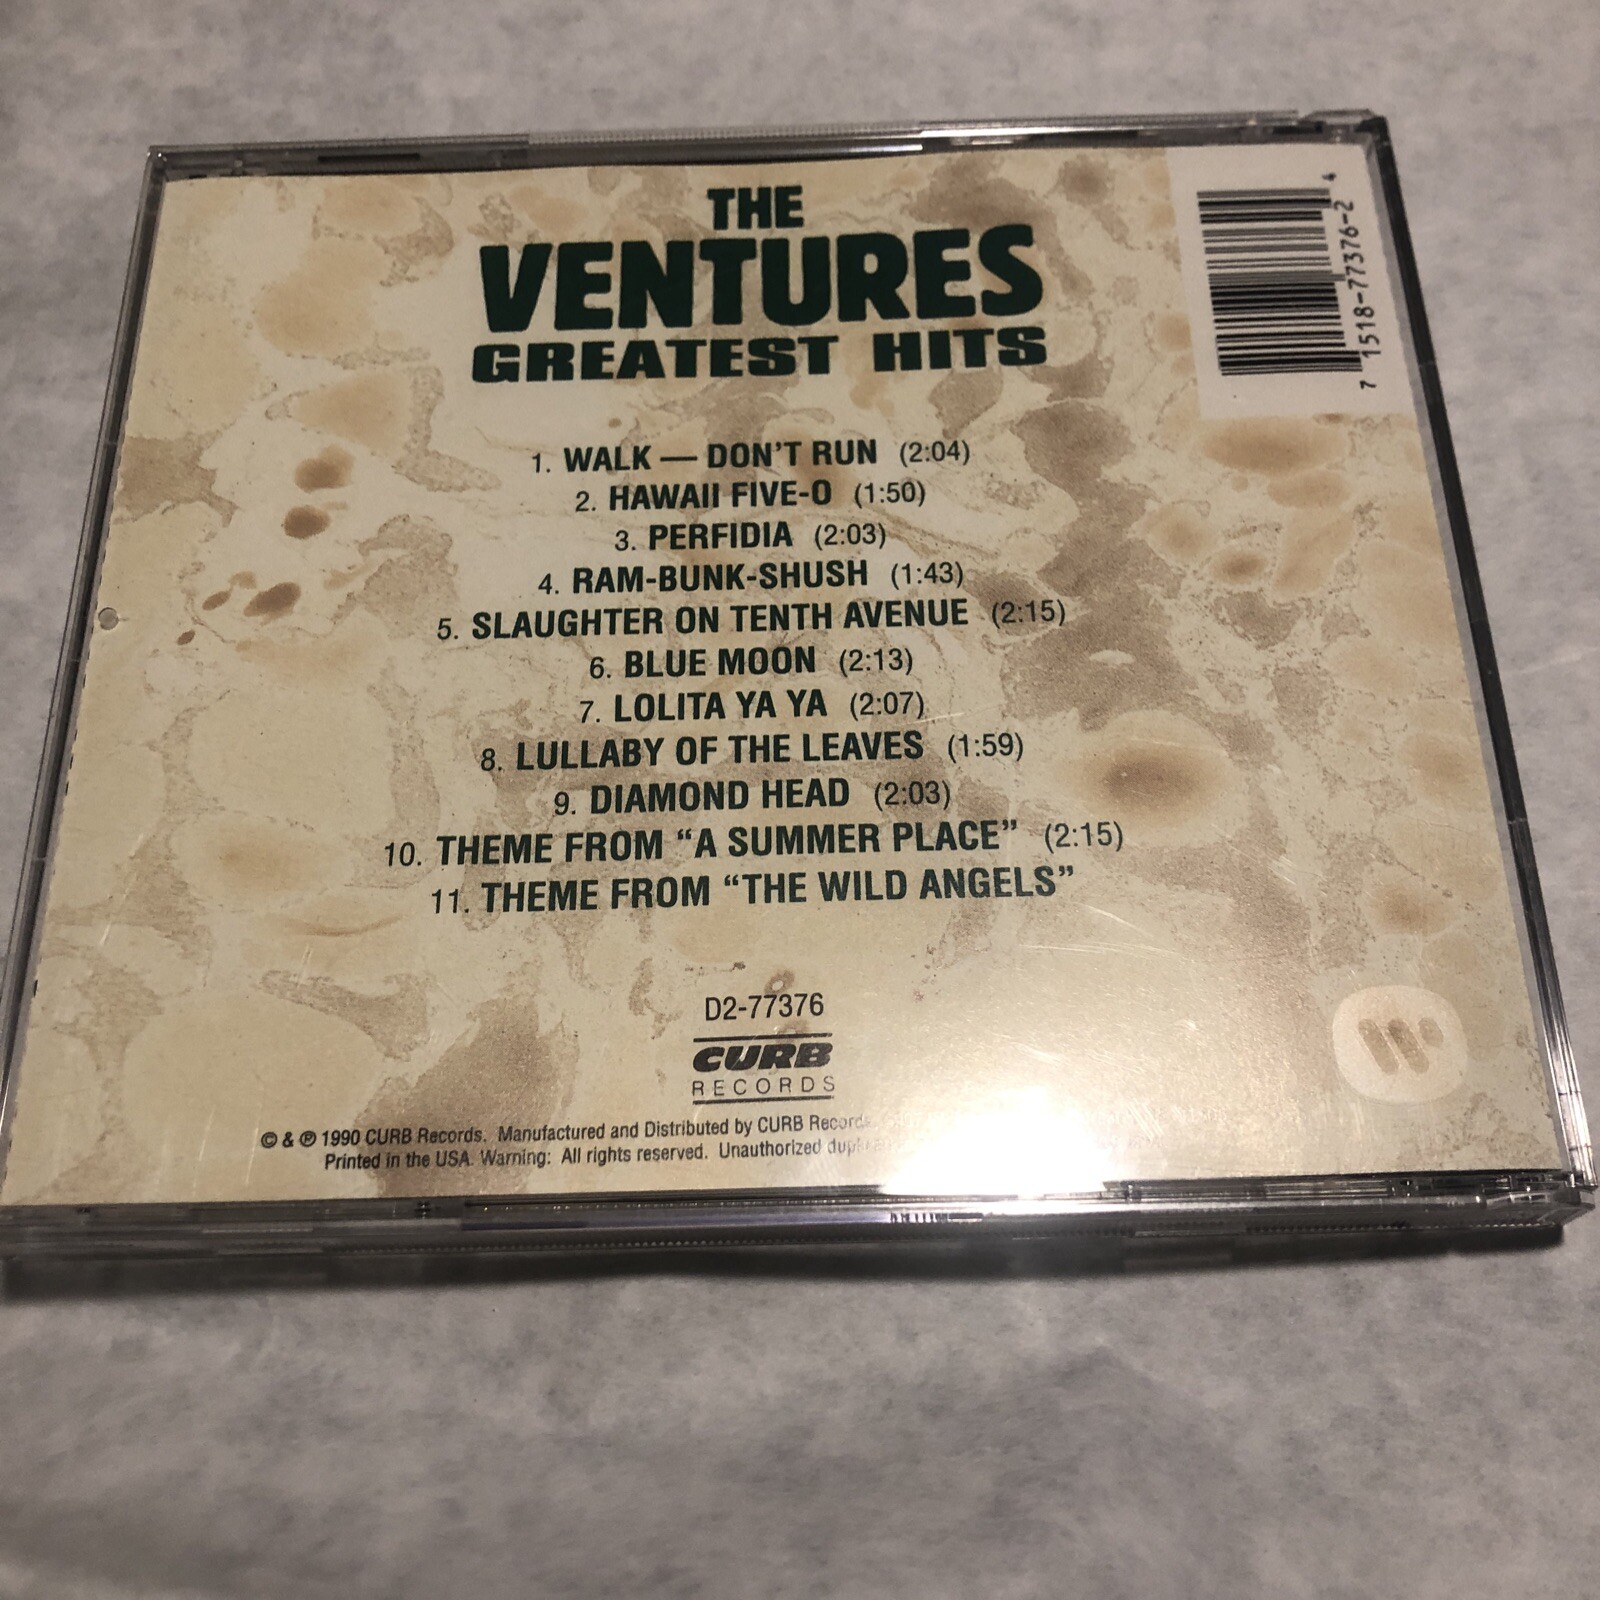 THE
VENTURES
GREATEST HITS
7 1518-77376-2 4
1. WALK — DON'T RUN (2:04)
2. HAWAII FIVE-O (1:50)
3. PERFIDIA (2:03)
4. RAM-BUNK-SHUSH (1:43)
5. SLAUGHTER ON TENTH AVENUE (2:15)
6. BLUE MOON (2:13)
7. LOLITA YA YA (2:07)
8. LULLABY OF THE LEAVES (1:59)
9. DIAMOND HEAD (2:03)
10. THEME FROM “A SUMMER PLACE” (2:15)
11. THEME FROM “THE WILD ANGELS”
D2-77376
CURB
RECORDS
© & ℗ 1990 CURB Records. Manufactured and Distributed by CURB Records
Printed in the USA. Warning: All rights reserved. Unauthorized